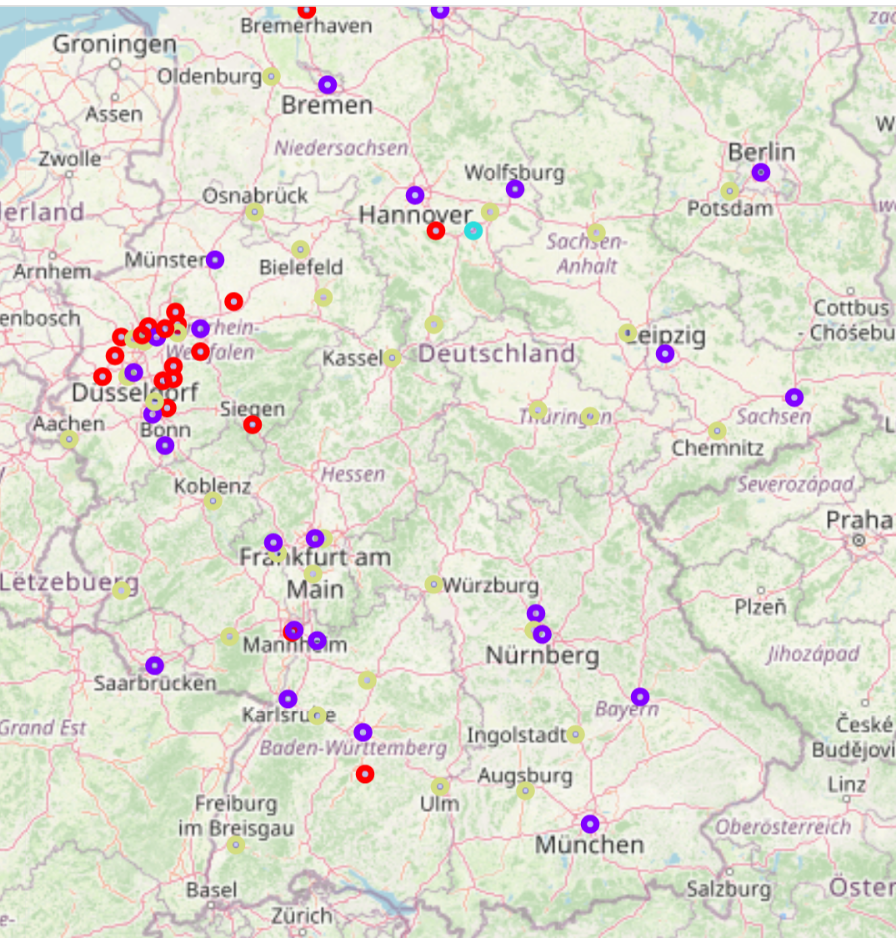 Bremerhaven
Groningen
Oldenburg
Bremen
Assen
Niedersachsen
Zwolle
Berlin
Wolfsburg
Potsdam
Osnabrück
Hannover
Sachsen-
Anhalt
Münster
Bielefeld
Arnhem
Cottbus
- Chóśebu
Leipzig
Kassel
Deutschland
Düsseldorf
Siegen
Aachen
Bonn
Thüringen
Sachsen
Chemnitz
Hessen
Koblenz
Severozápad
Praha
Frankfurt am
Main
Lëtzebuerg
Würzburg
Plzeň
Mannheim
Nürnberg
Jihozápad
Saarbrücken
Karlsruhe
Bayern
Grand Est
Ingolstadt
České
Budějovi
Baden-Württemberg
Augsburg
Ulm
Linz
Freiburg
im Breisgau
München
Oberösterreich
Basel
Salzburg
Öster
Zürich